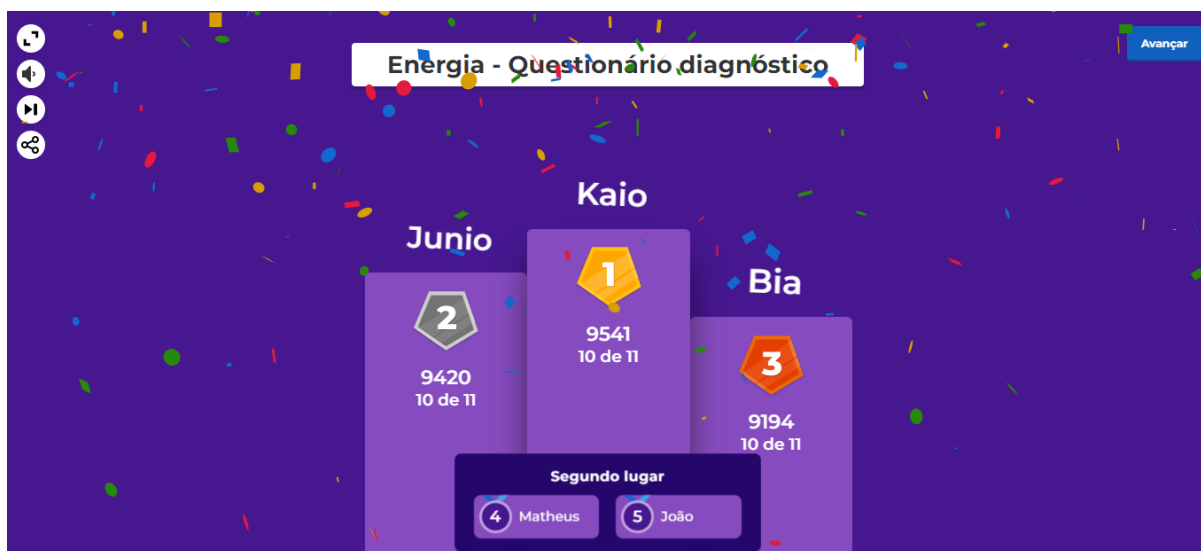 Avançar
Energia - Questionário diagnóstico
Kaio
Junio
Bia
1
9541
10 de 11
2
9420
10 de 11
3
9194
10 de 11
Segundo lugar
4 Matheus
5 João